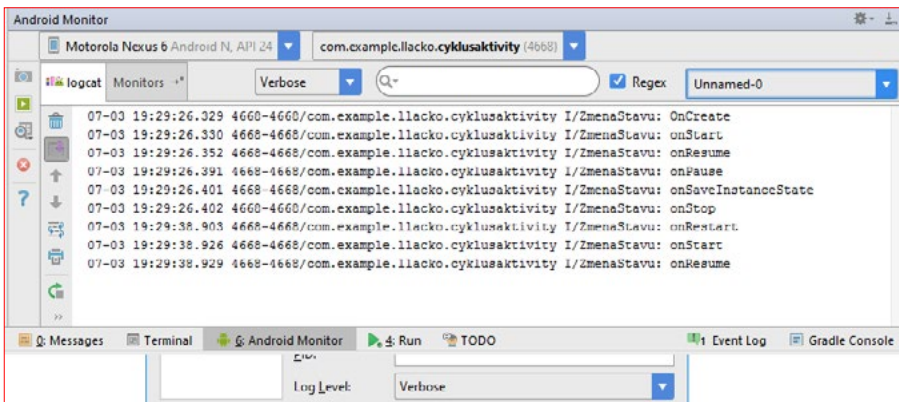 Android Monitor
Motorola Nexus 6 Android N, API 24 com.example.llacko.cyklusaktivity (4668)
logcat Monitors Verbose Regex Unnamed-0
07-03 19:29:26.329 4668-4668/com.example.llacko.cyklusaktivity I/ZmenaStavu: OnCreate
07-03 19:29:26.330 4668-4668/com.example.llacko.cyklusaktivity I/ZmenaStavu: onStart
07-03 19:29:26.352 4668-4668/com.example.llacko.cyklusaktivity I/ZmenaStavu: onResume
07-03 19:29:26.391 4668-4668/com.example.llacko.cyklusaktivity I/ZmenaStavu: onPause
07-03 19:29:26.401 4668-4668/com.example.llacko.cyklusaktivity I/ZmenaStavu: onSaveInstanceState
07-03 19:29:26.402 4668-4668/com.example.llacko.cyklusaktivity I/ZmenaStavu: onStop
07-03 19:29:38.903 4668-4668/com.example.llacko.cyklusaktivity I/ZmenaStavu: onRestart
07-03 19:29:38.926 4668-4668/com.example.llacko.cyklusaktivity I/ZmenaStavu: onStart
07-03 19:29:38.929 4668-4668/com.example.llacko.cyklusaktivity I/ZmenaStavu: onResume
0: Messages Terminal 6: Android Monitor 4: Run TODO 1 Event Log Gradle Console
Log Level: Verbose